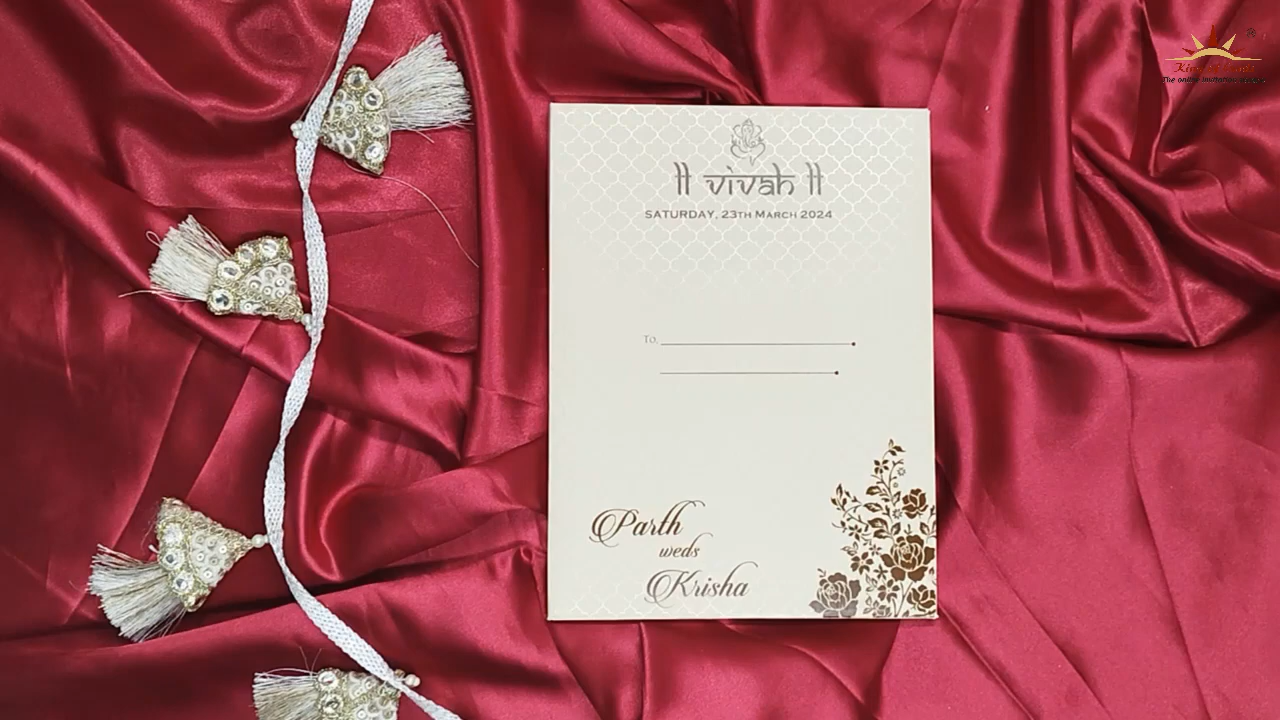 ॥ vivah ॥
SATURDAY, 23TH MARCH 2024
To,
Parth
weds
Krisha